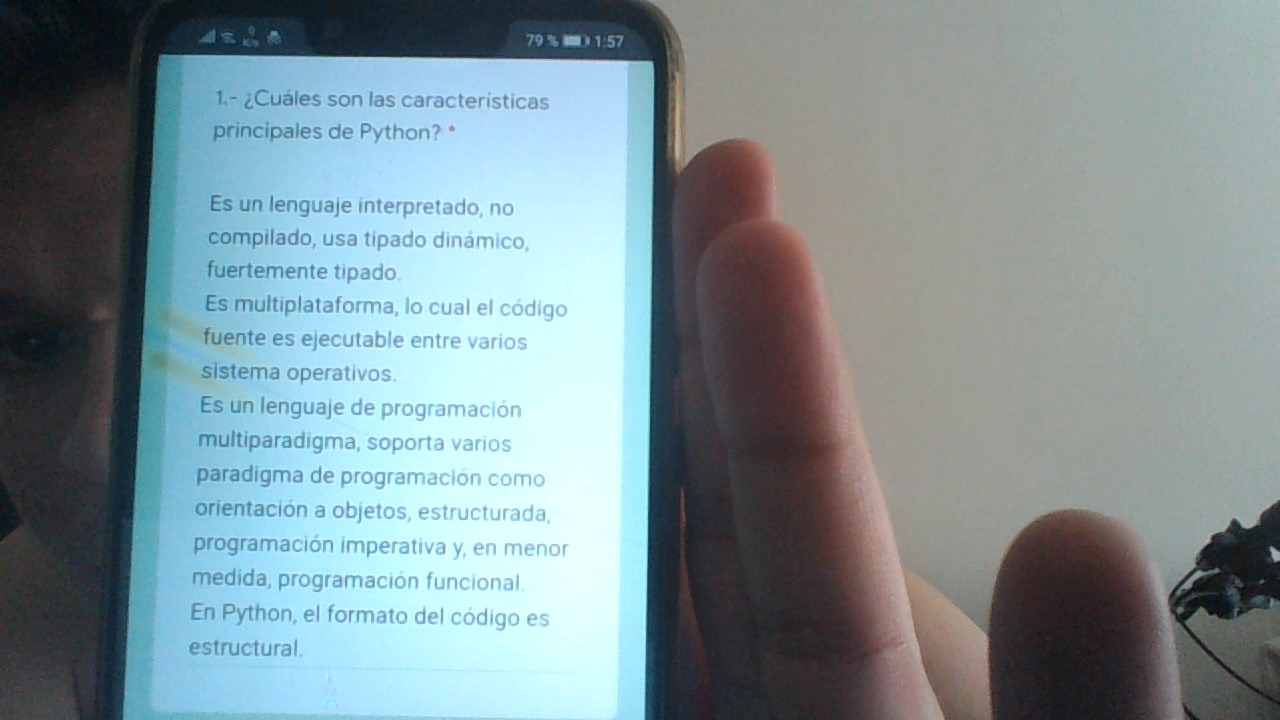 79 % 1:57
1.- ¿Cuáles son las características
principales de Python? *
Es un lenguaje interpretado, no
compilado, usa tipado dinámico,
fuertemente tipado.
Es multiplataforma, lo cual el código
fuente es ejecutable entre varios
sistema operativos.
Es un lenguaje de programación
multiparadigma, soporta varios
paradigma de programación como
orientación a objetos, estructurada,
programación imperativa y, en menor
medida, programación funcional.
En Python, el formato del código es
estructural.